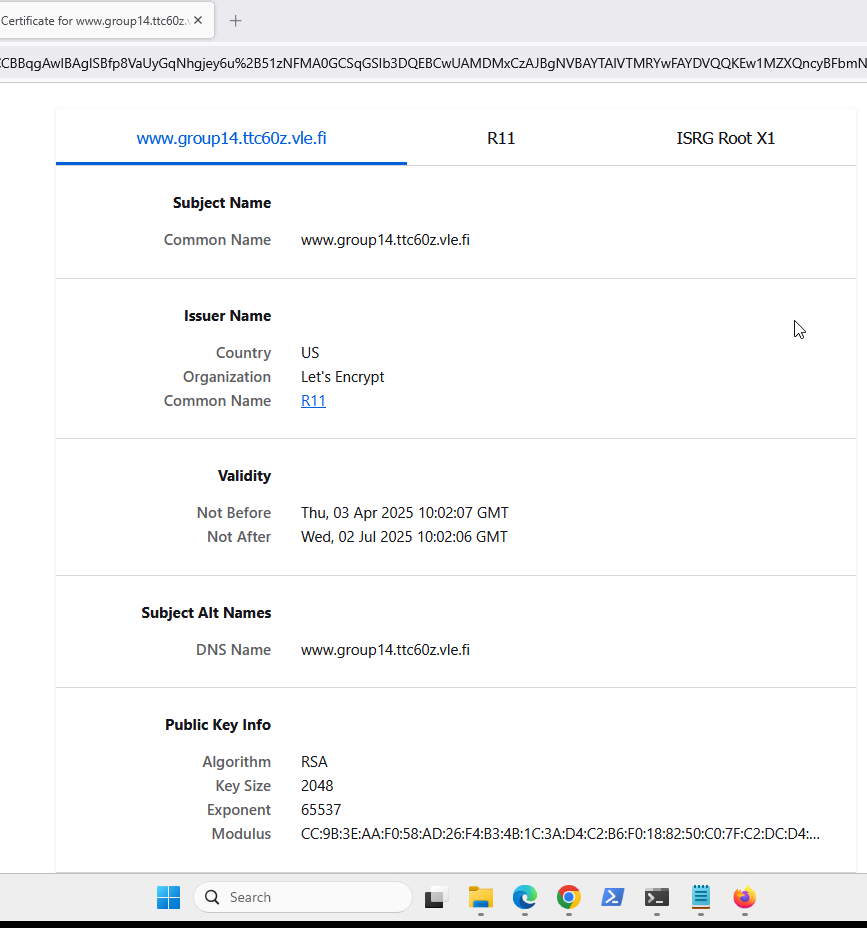 Certificate for www.group14.ttc60z.
CBBqgAwIBAgISBfp8VaUyGqNhgjey6u%2B51zNFMA0GCSqGSIb3DQEBCwUAMDMxCzAJBgNVBAYTAlVTMRYwFAYDVQQKEw1MZXQncyBFbmN
www.group14.ttc60z.vle.fi R11 ISRG Root X1
Subject Name
Common Name www.group14.ttc60z.vle.fi
Issuer Name
Country US
Organization Let's Encrypt
Common Name R11
Validity
Not Before Thu, 03 Apr 2025 10:02:07 GMT
Not After Wed, 02 Jul 2025 10:02:06 GMT
Subject Alt Names
DNS Name www.group14.ttc60z.vle.fi
Public Key Info
Algorithm RSA
Key Size 2048
Exponent 65537
Modulus CC:9B:3E:AA:F0:58:AD:26:F4:B3:4B:1C:3A:D4:C2:B6:F0:18:82:50:C0:7F:C2:DC:D4:...
Search